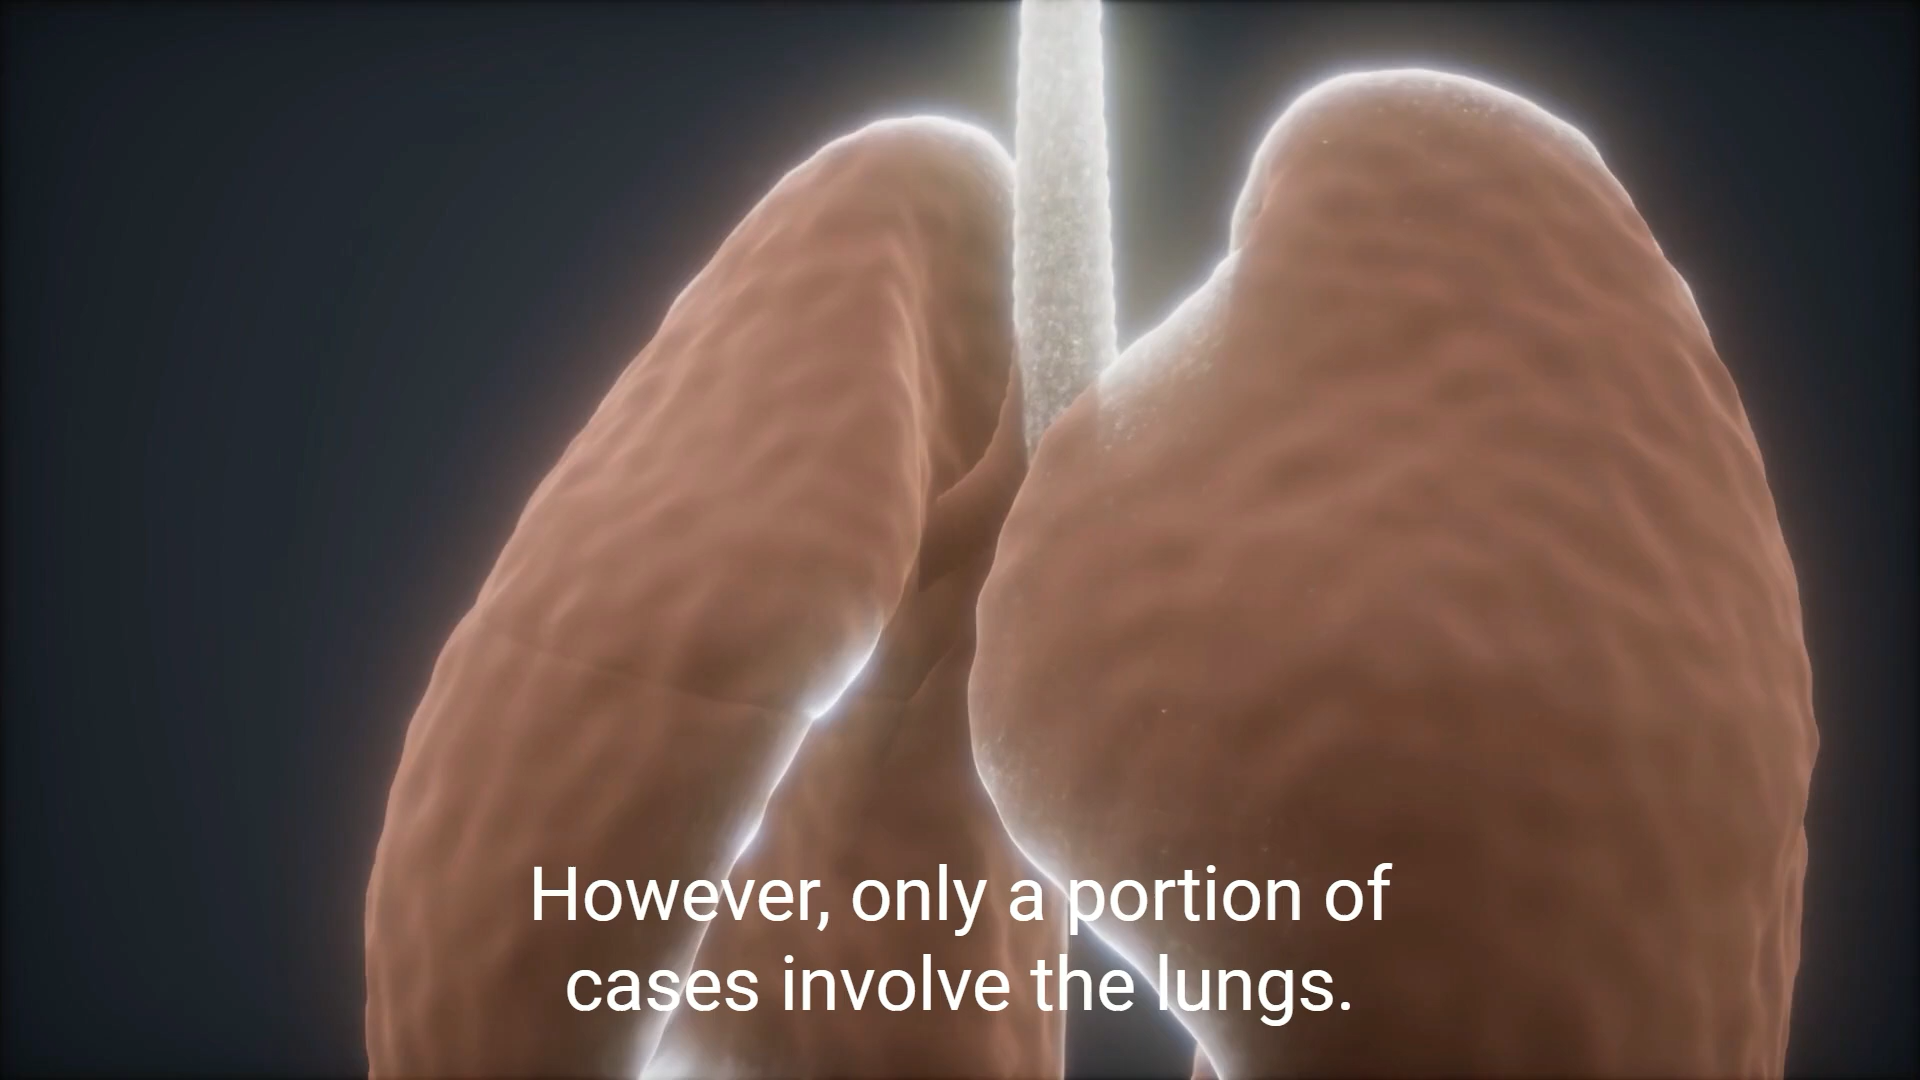 However, only a portion of
cases involve the lungs.